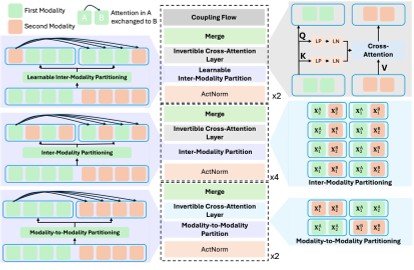 First Modality
Second Modality
A
B
Attention in A
exchanged to B
Learnable Inter-Modality Partitioning
Inter-Modality Partitioning
Modality-to-Modality Partitioning
Coupling Flow
Merge
Invertible Cross-Attention
Layer
Learnable
Inter-Modality Partition
ActNorm
x2
Merge
Invertible Cross-Attention
Layer
Inter-Modality Partition
ActNorm
x4
Merge
Invertible Cross-Attention
Layer
Modality-to-Modality
Partition
ActNorm
x2
Q
LP
LN
K
LP
LN
Cross-
Attention
V
Inter-Modality Partitioning
Modality-to-Modality Partitioning